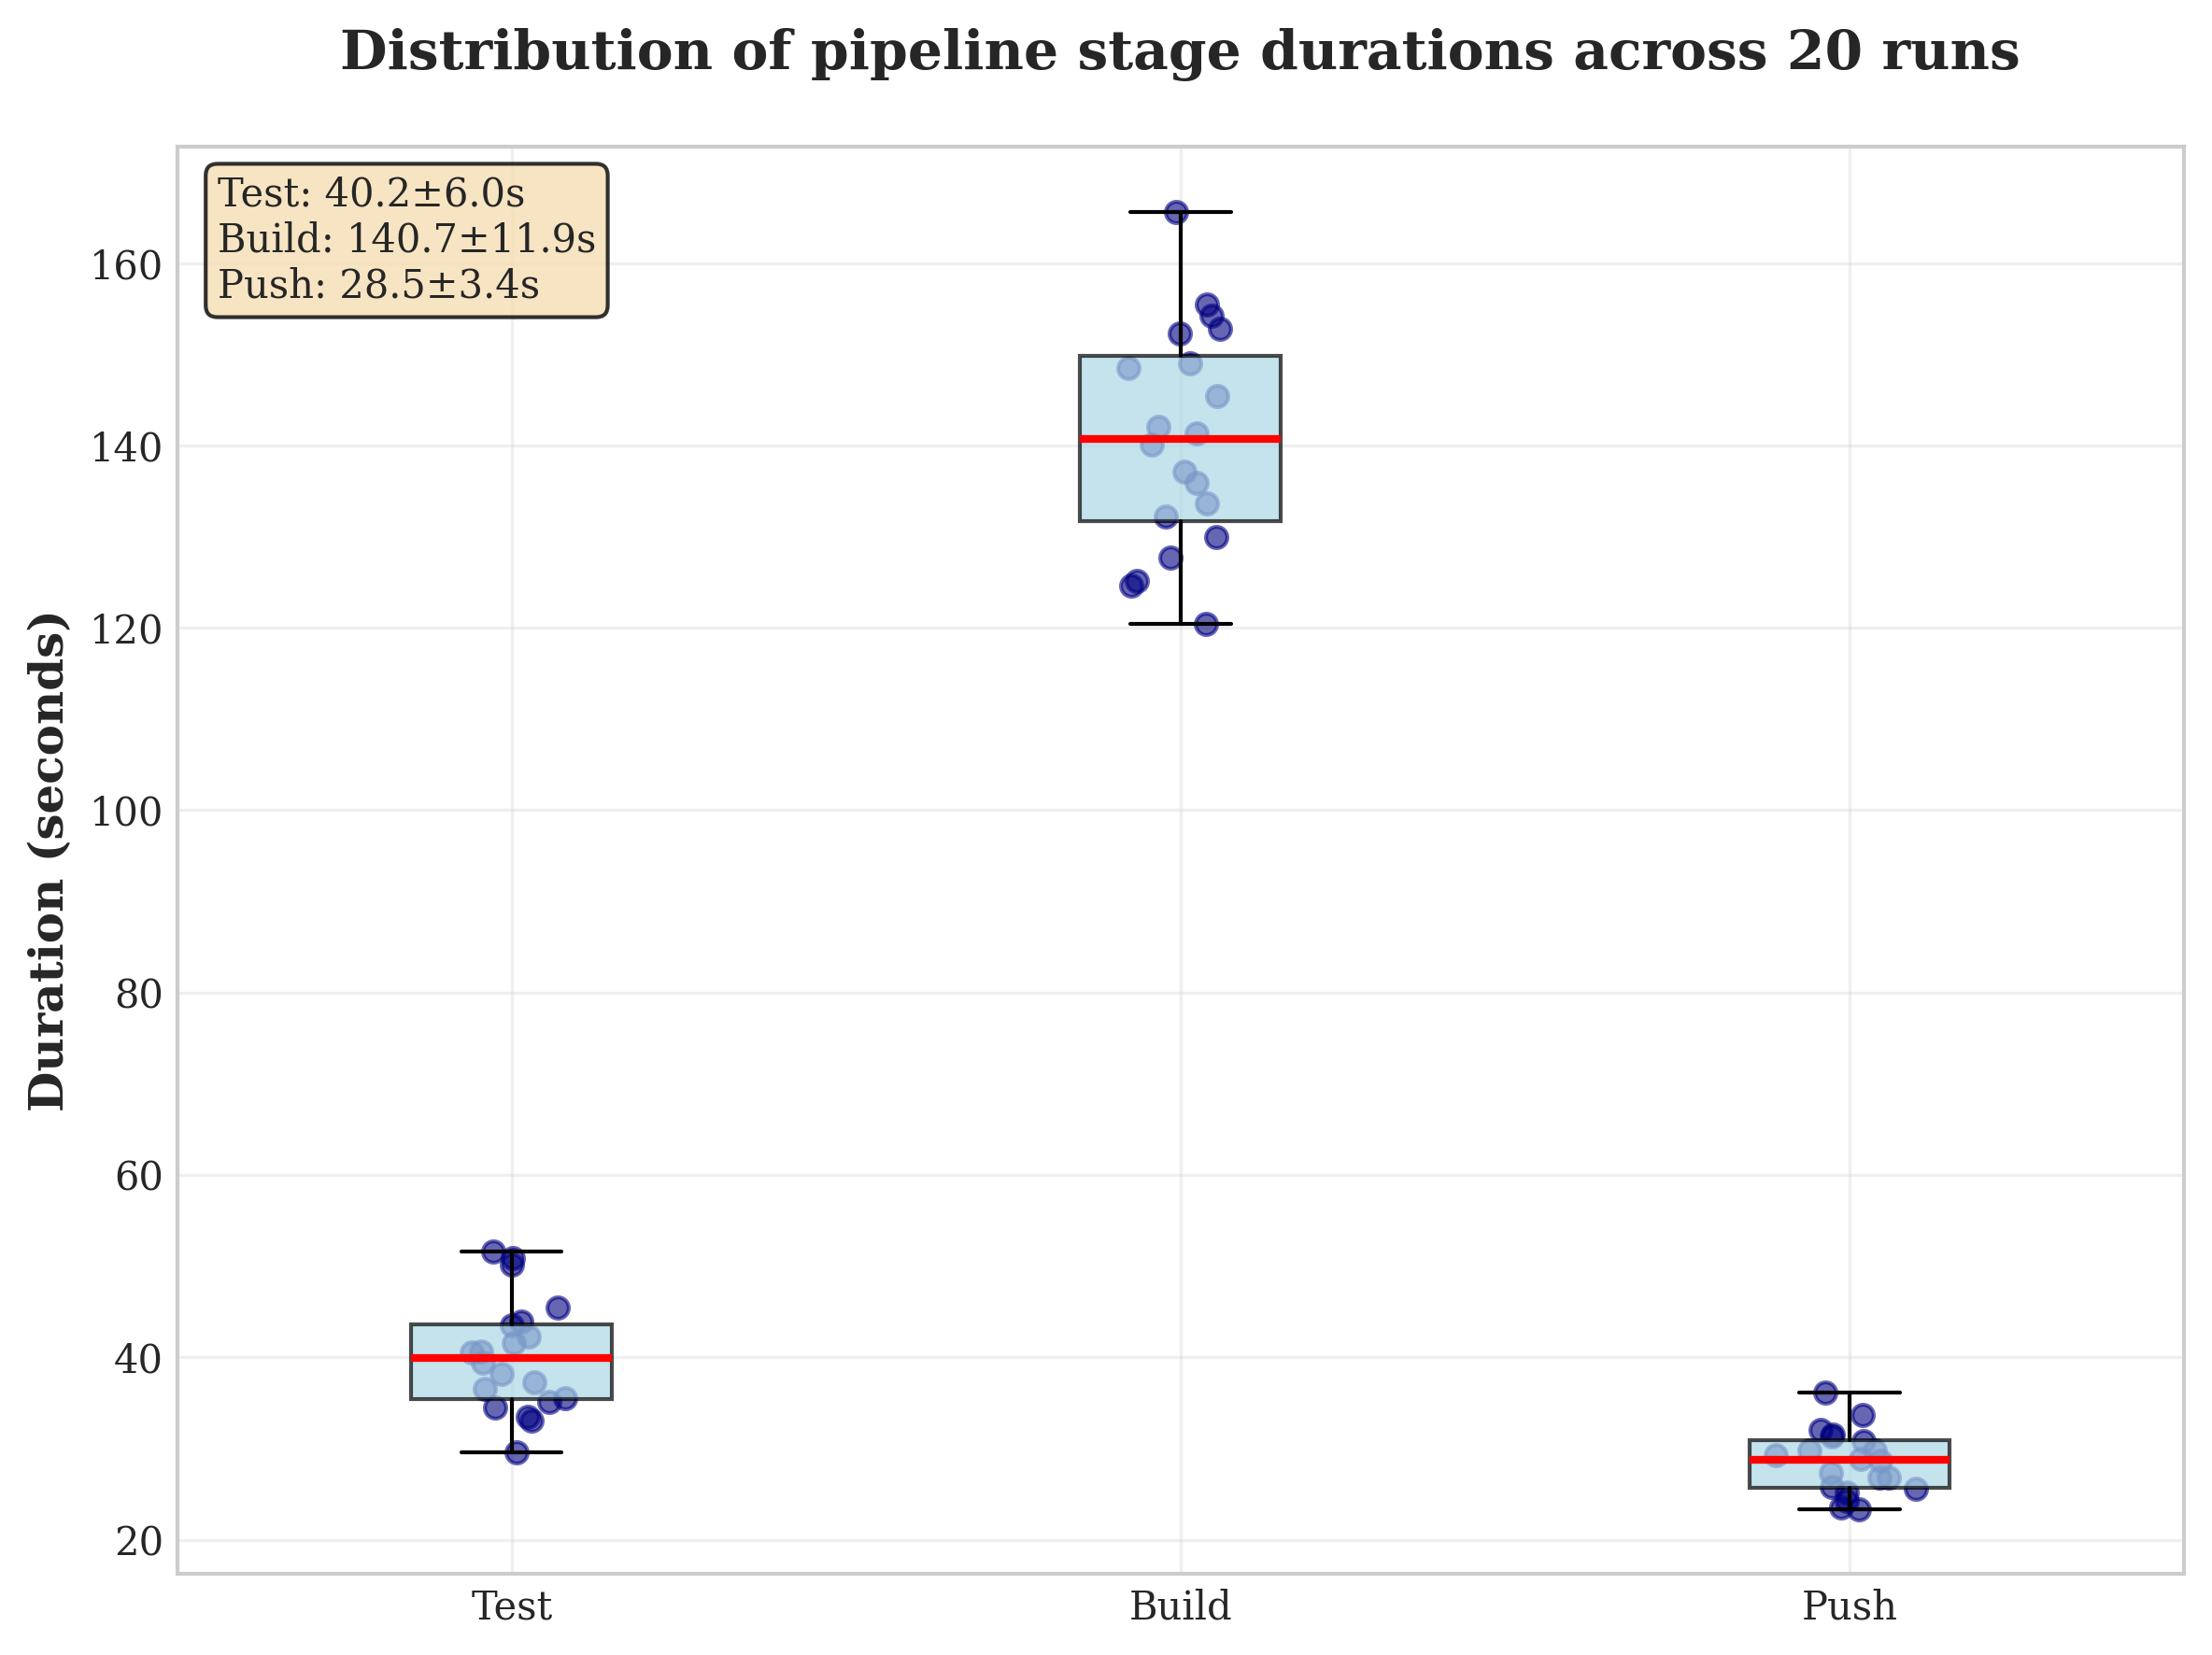 Distribution of pipeline stage durations across 20 runs
Test: 40.2±6.0s
Build: 140.7±11.9s
Push: 28.5±3.4s
Duration (seconds)
160
140
120
100
80
60
40
20
Test
Build
Push